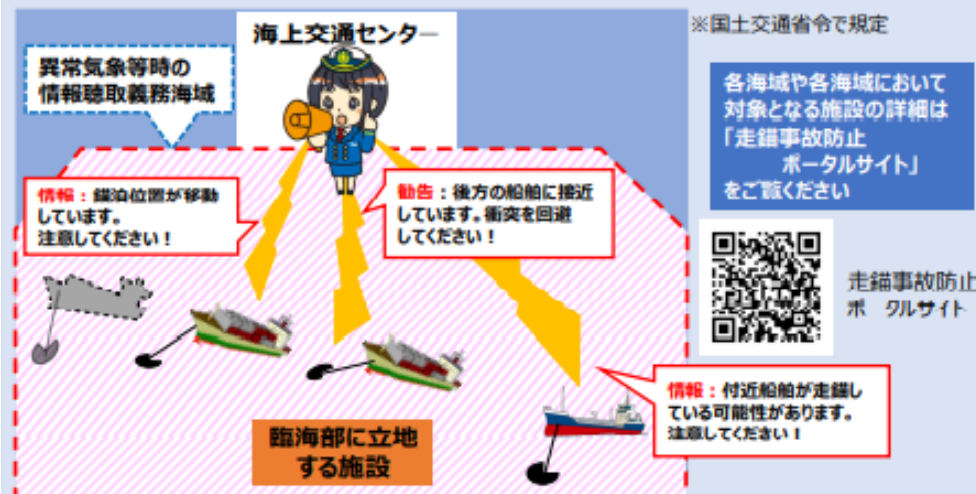 海上交通センター
※国土交通省令で規定
異常気象等時の
情報聴取義務海域
各海域や各海域において
対象となる施設の詳細は
「走錨事故防止
ポータルサイト」
をご覧ください
情報：錨泊位置が移動
しています。
注意してください！
勧告：後方の船舶に接近
しています。衝突を回避
してください！
走錨事故防止
ポ　タルサイト
情報：付近船舶が走錨し
ている可能性があります。
注意してください！
臨海部に立地
する施設